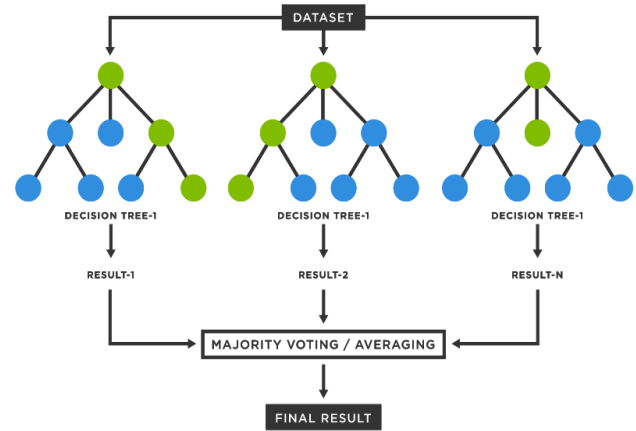 DATASET
DECISION TREE-1
DECISION TREE-1
DECISION TREE-1
RESULT-1
RESULT-2
RESULT-N
MAJORITY VOTING / AVERAGING
FINAL RESULT